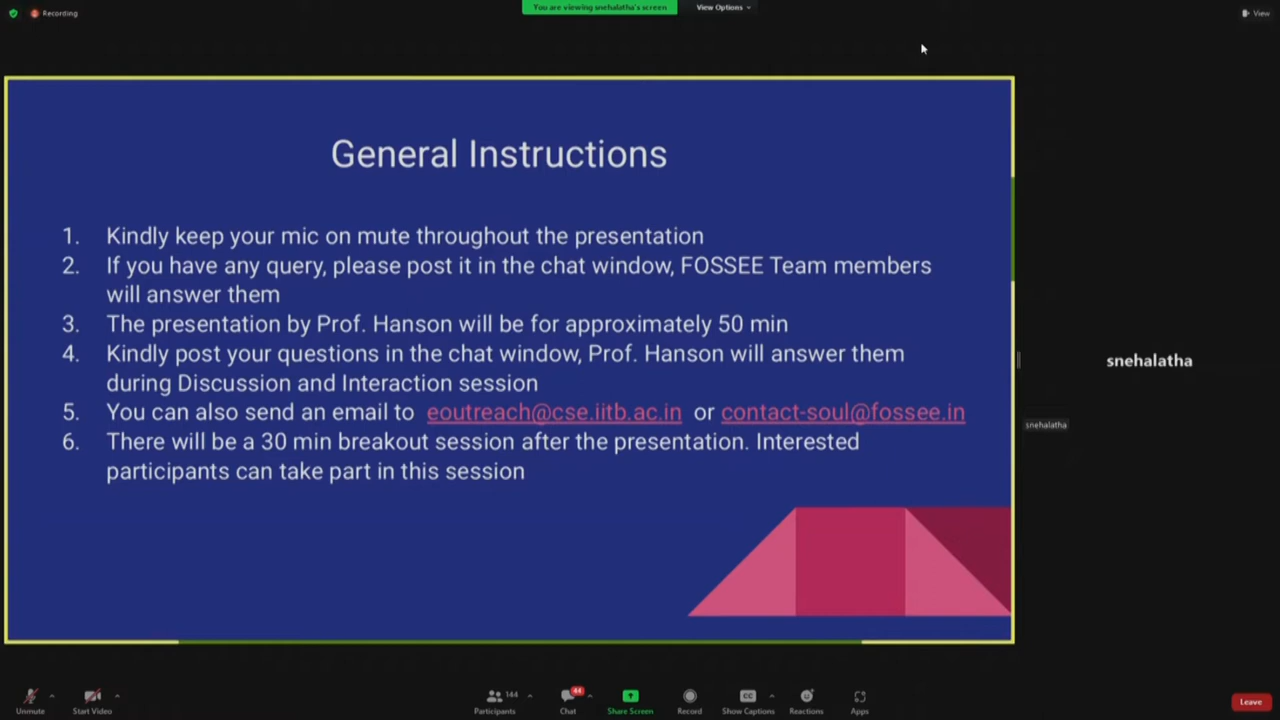 Recording
You are viewing snehalatha's screen
View Options
View
General Instructions
1. Kindly keep your mic on mute throughout the presentation
2. If you have any query, please post it in the chat window, FOSSEE Team members
will answer them
3. The presentation by Prof. Hanson will be for approximately 50 min
4. Kindly post your questions in the chat window, Prof. Hanson will answer them
during Discussion and Interaction session
5. You can also send an email to eoutreach@cse.iitb.ac.in or contact-soul@fossee.in
6. There will be a 30 min breakout session after the presentation. Interested
participants can take part in this session
snehalatha
snehalatha
Unmute
Start Video
144
Participants
44
Chat
Share Screen
Record
CC
Show Captions
Reactions
Apps
Leave